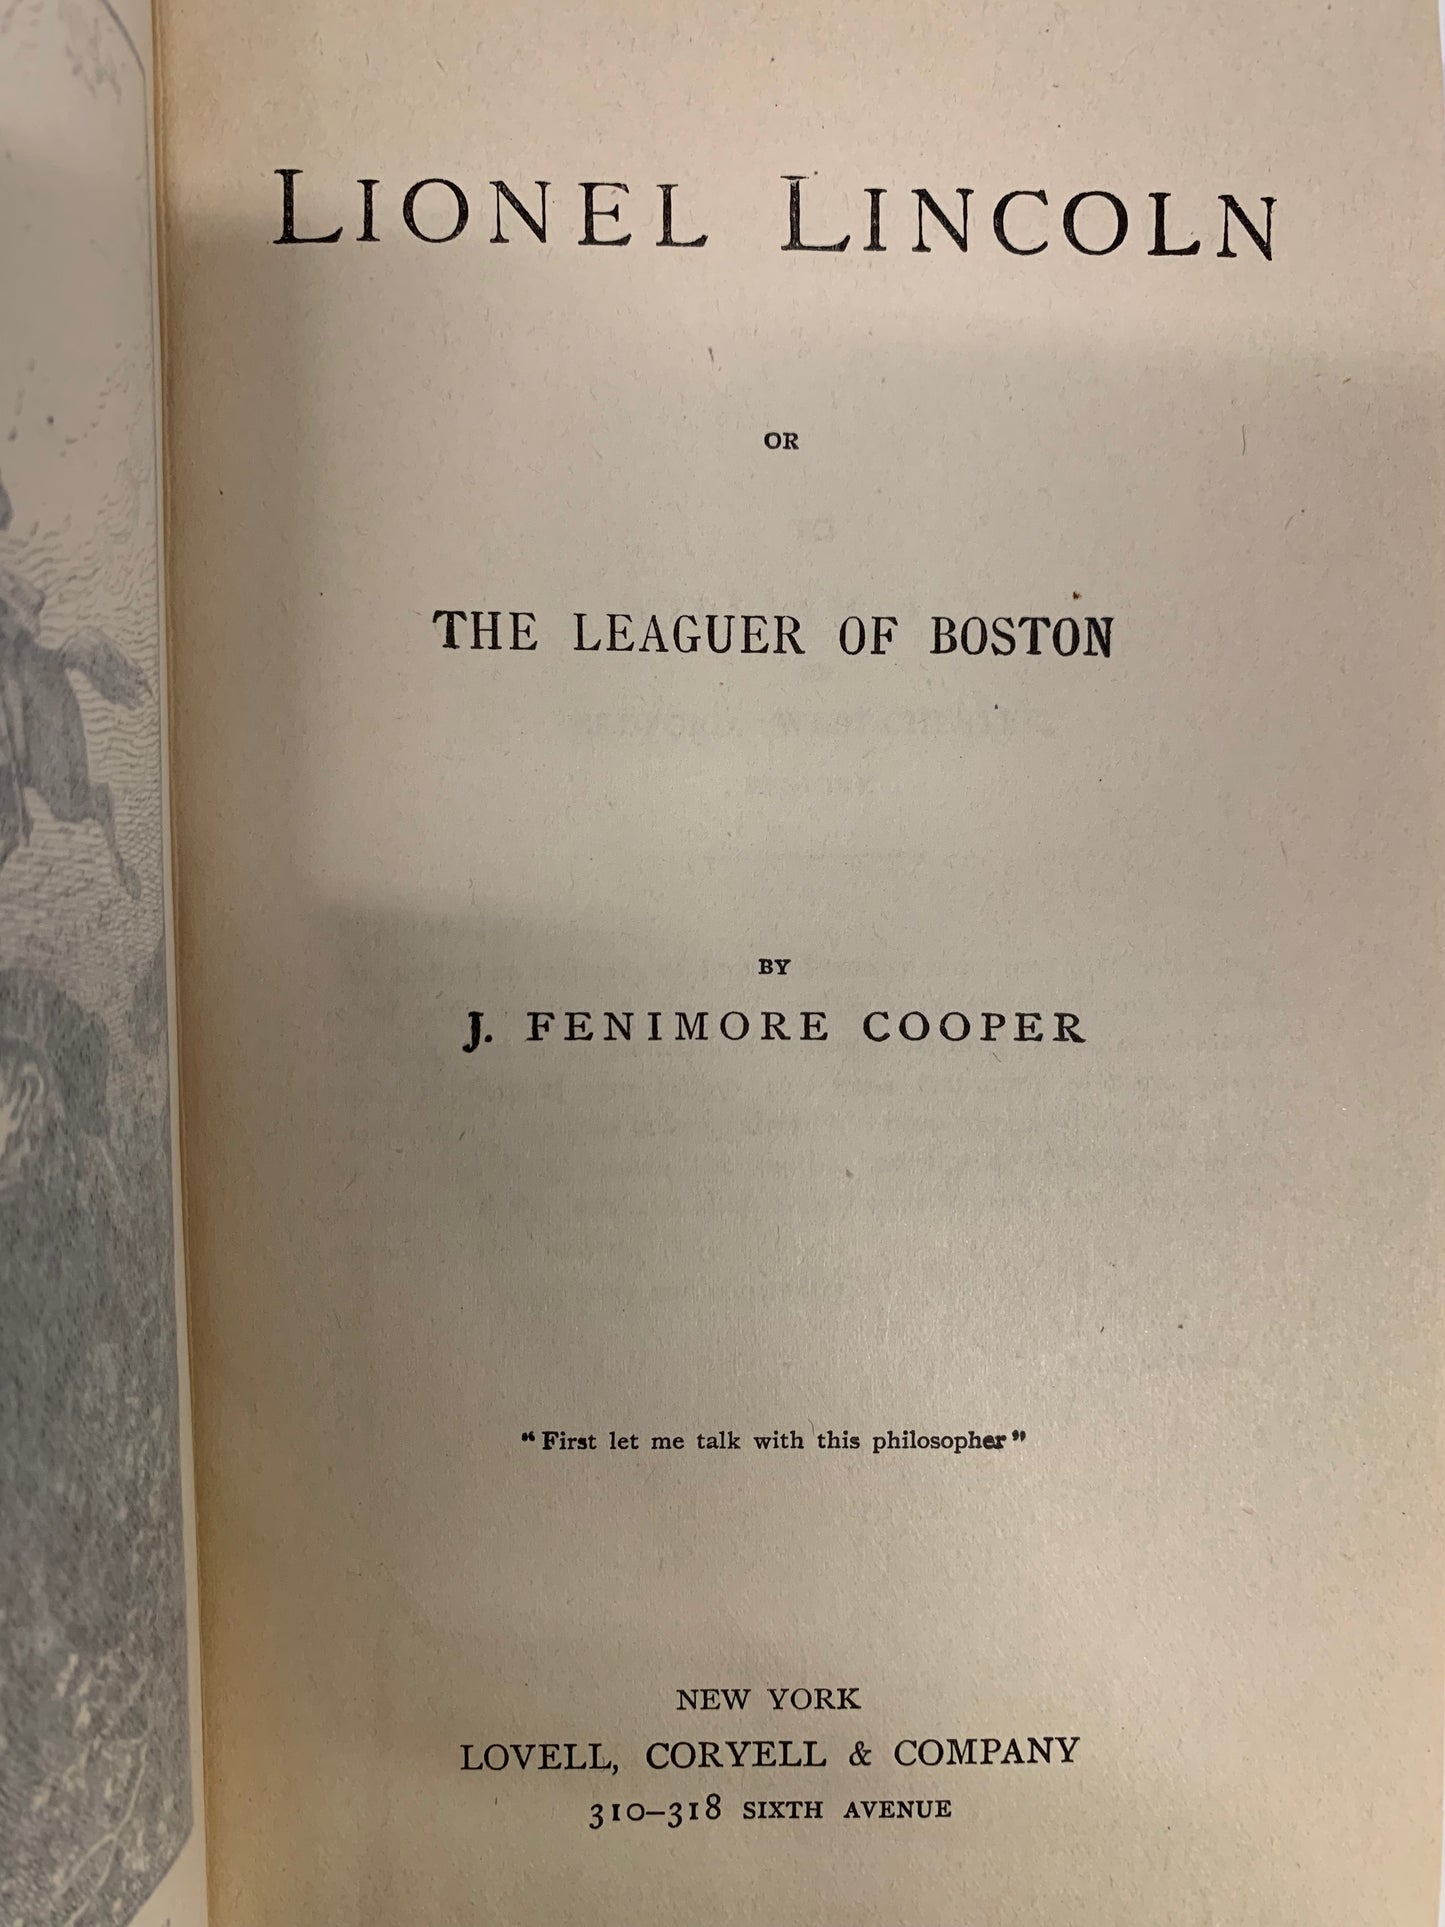 LIONEL LINCOLN
OR
THE LEAGUER OF BOSTON
BY
J. FENIMORE COOPER
"First let me talk with this philosopher"
NEW YORK
LOVELL, CORYELL & COMPANY
310–318 SIXTH AVENUE